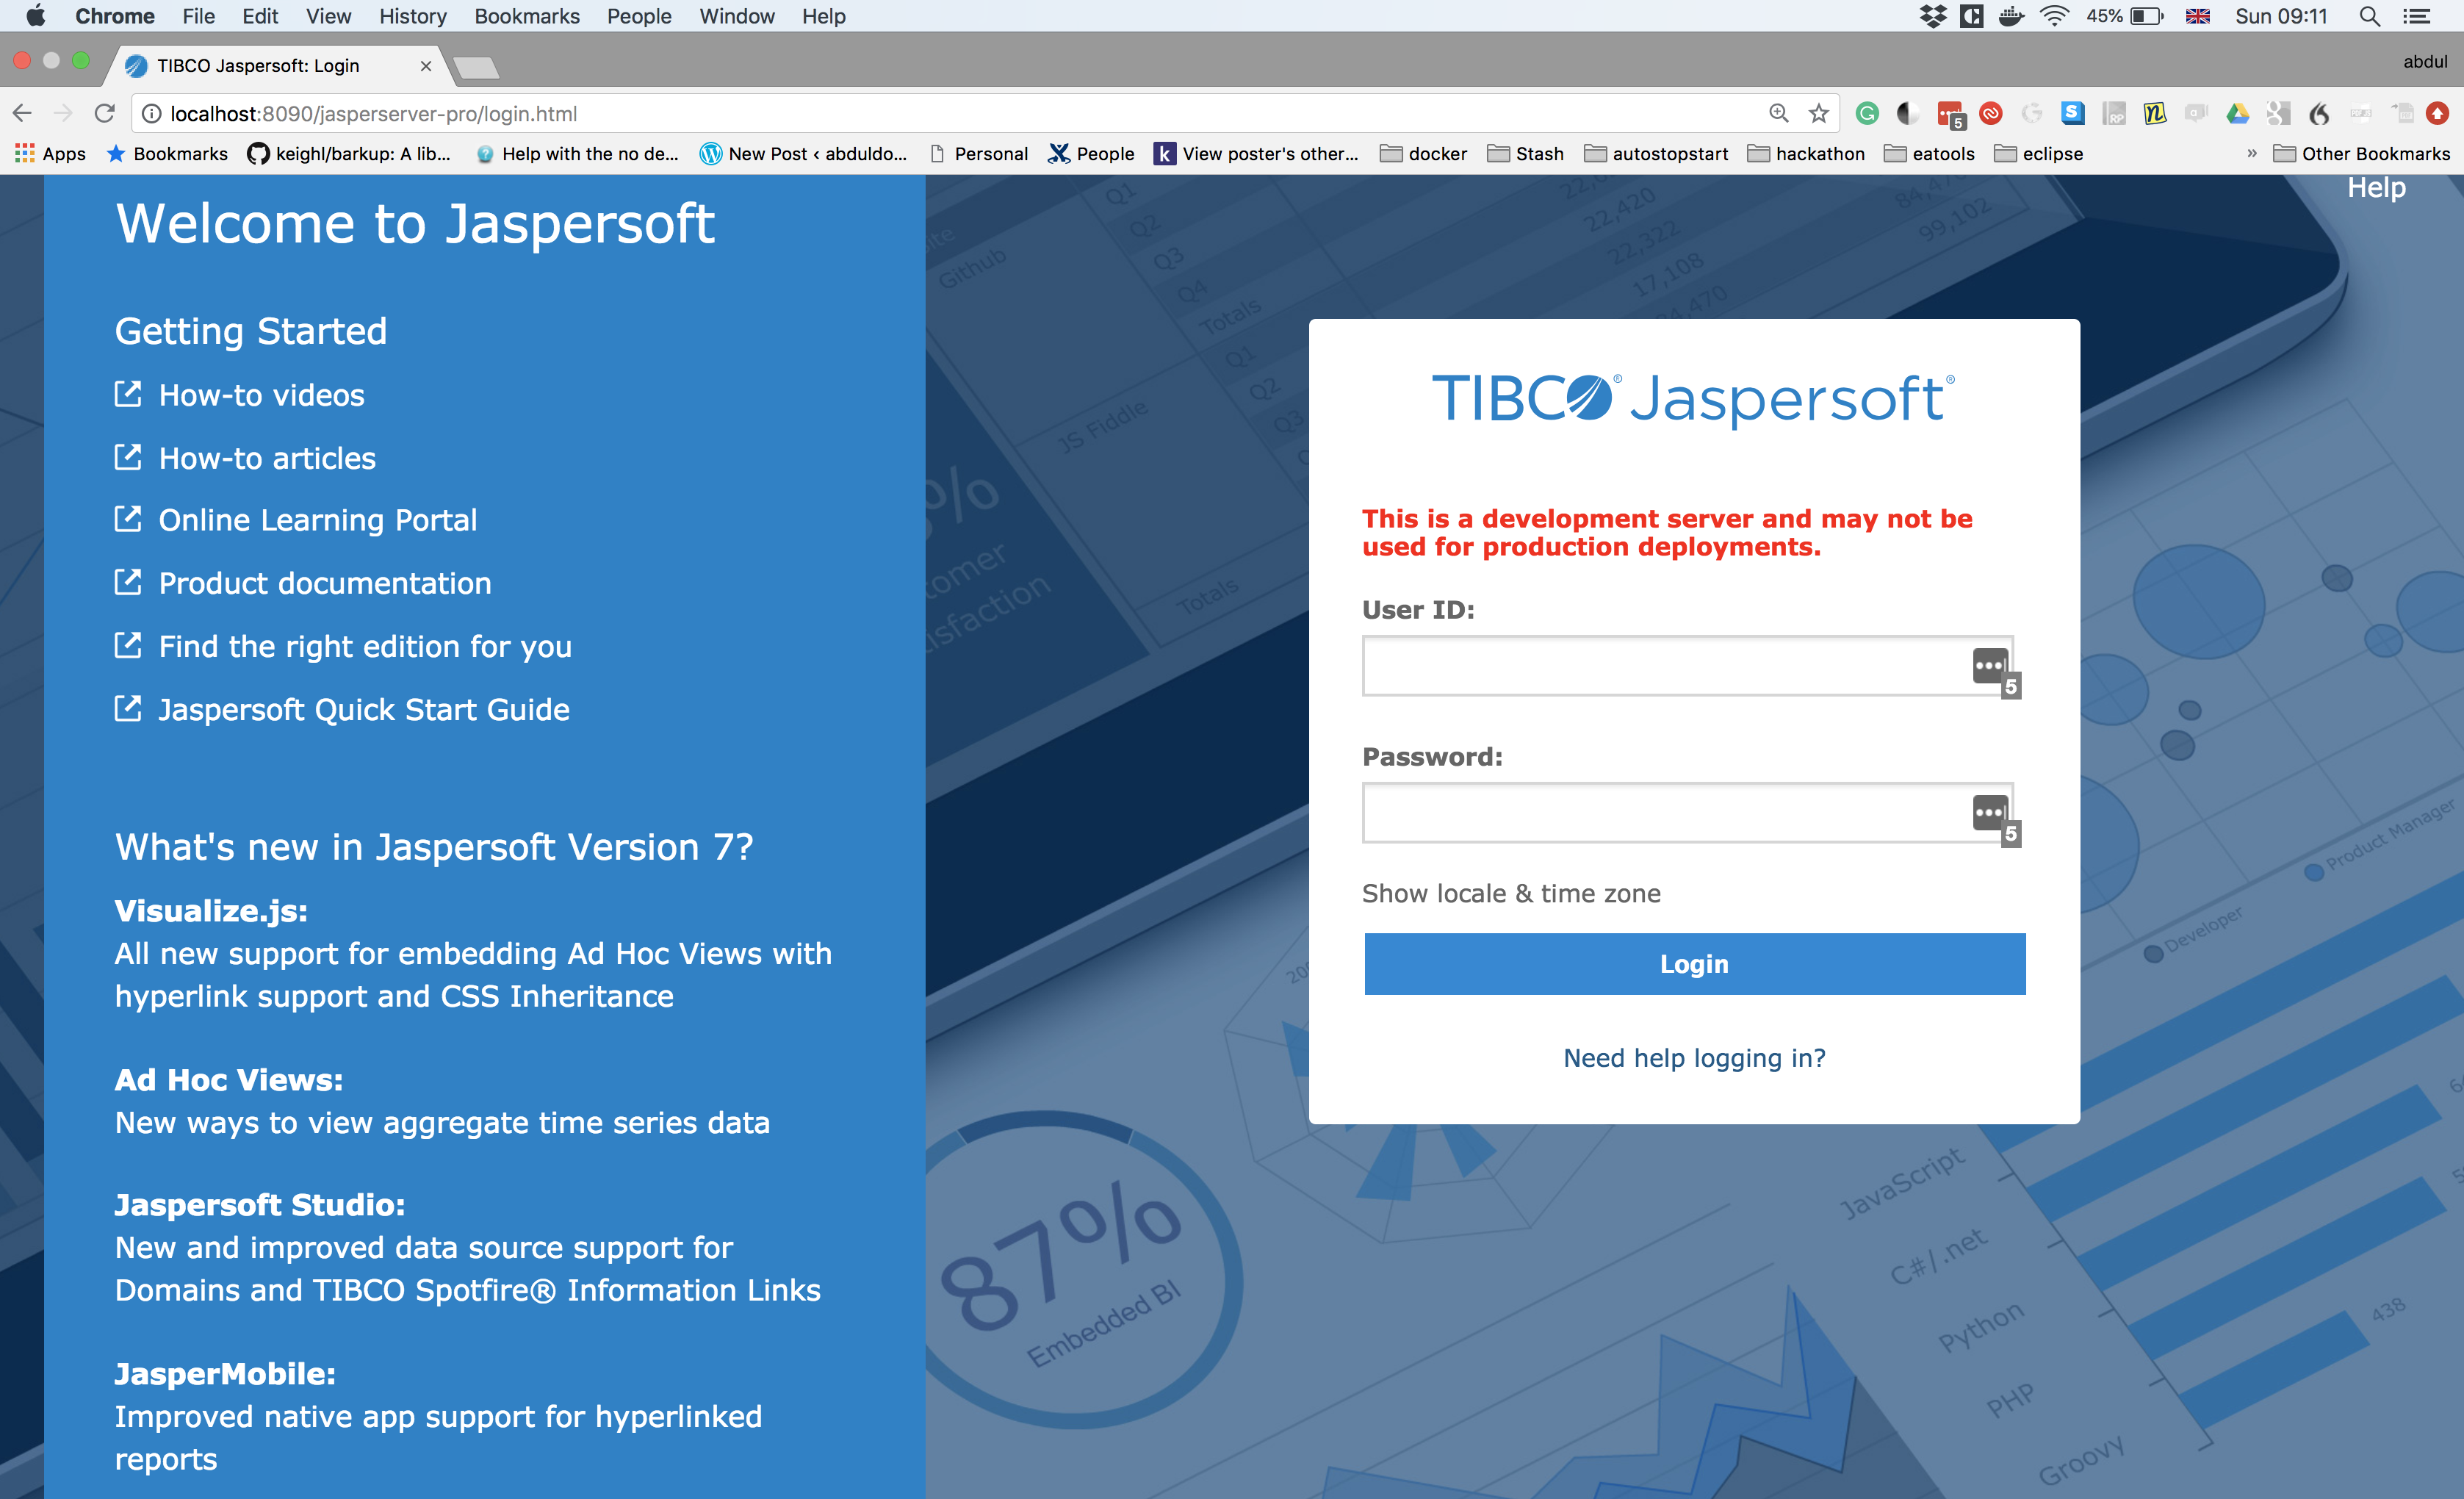 Chrome File Edit View History Bookmarks People Window Help
45% Sun 09:11
TIBCO Jaspersoft: Login
abdul
localhost:8090/jasperserver-pro/login.html
5
Apps Bookmarks keighl/barkup: A lib... Help with the no de... New Post ‹ abduldo... Personal People View poster's other... docker Stash autostopstart hackathon eatools eclipse » Other Bookmarks
Help
Welcome to Jaspersoft
Getting Started
How-to videos
How-to articles
Online Learning Portal
Product documentation
Find the right edition for you
Jaspersoft Quick Start Guide
What's new in Jaspersoft Version 7?
Visualize.js:
All new support for embedding Ad Hoc Views with
hyperlink support and CSS Inheritance
Ad Hoc Views:
New ways to view aggregate time series data
Jaspersoft Studio:
New and improved data source support for
Domains and TIBCO Spotfire® Information Links
JasperMobile:
Improved native app support for hyperlinked
reports
TIBCO® Jaspersoft®
This is a development server and may not be
used for production deployments.
User ID:
5
Password:
5
Show locale & time zone
Login
Need help logging in?
Github
Q1
Q2
Q3
Q4
Totals
22,420
22,322
17,108
99,102
JS Fiddle
Q1
Q2
Q3
Totals
87%
Embedded BI
Product Manager
Developer
JavaScript
C#/.net
Python
PHP
Groovy
438